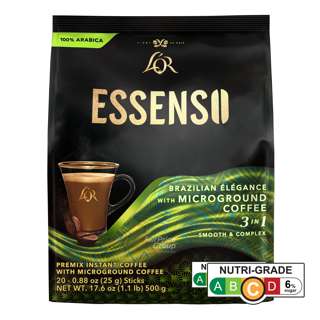 100% ARABICA
L'OR
ESSENSO
L'OR
BRAZILIAN ÉLÉGANCE
WITH MICROGROUND
COFFEE
3 IN 1
SMOOTH & COMPLEX
PREMIX INSTANT COFFEE
WITH MICROGROUND COFFEE
20 - 0.88 oz (25 g) Sticks
NET WT. 17.6 oz (1.1 lb) 500 g
NUTRI-GRADE
A B C D
6% sugar